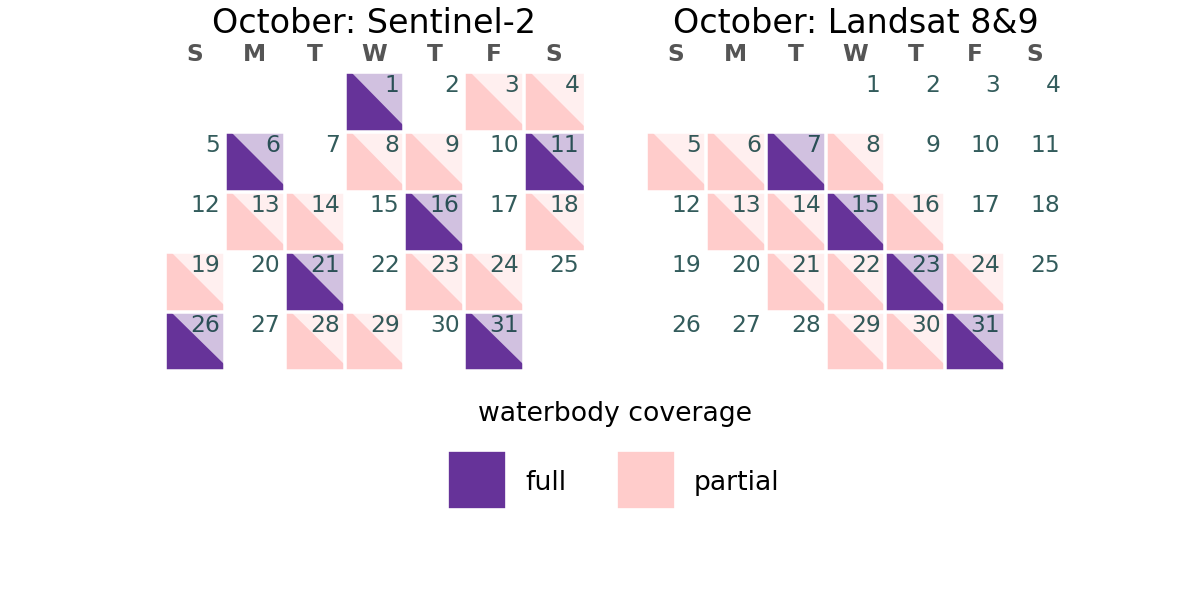 October: Sentinel-2
S M T W T F S
1 2 3 4
5 6 7 8 9 10 11
12 13 14 15 16 17 18
19 20 21 22 23 24 25
26 27 28 29 30 31
October: Landsat 8&9
S M T W T F S
1 2 3 4
5 6 7 8 9 10 11
12 13 14 15 16 17 18
19 20 21 22 23 24 25
26 27 28 29 30 31
waterbody coverage
full partial